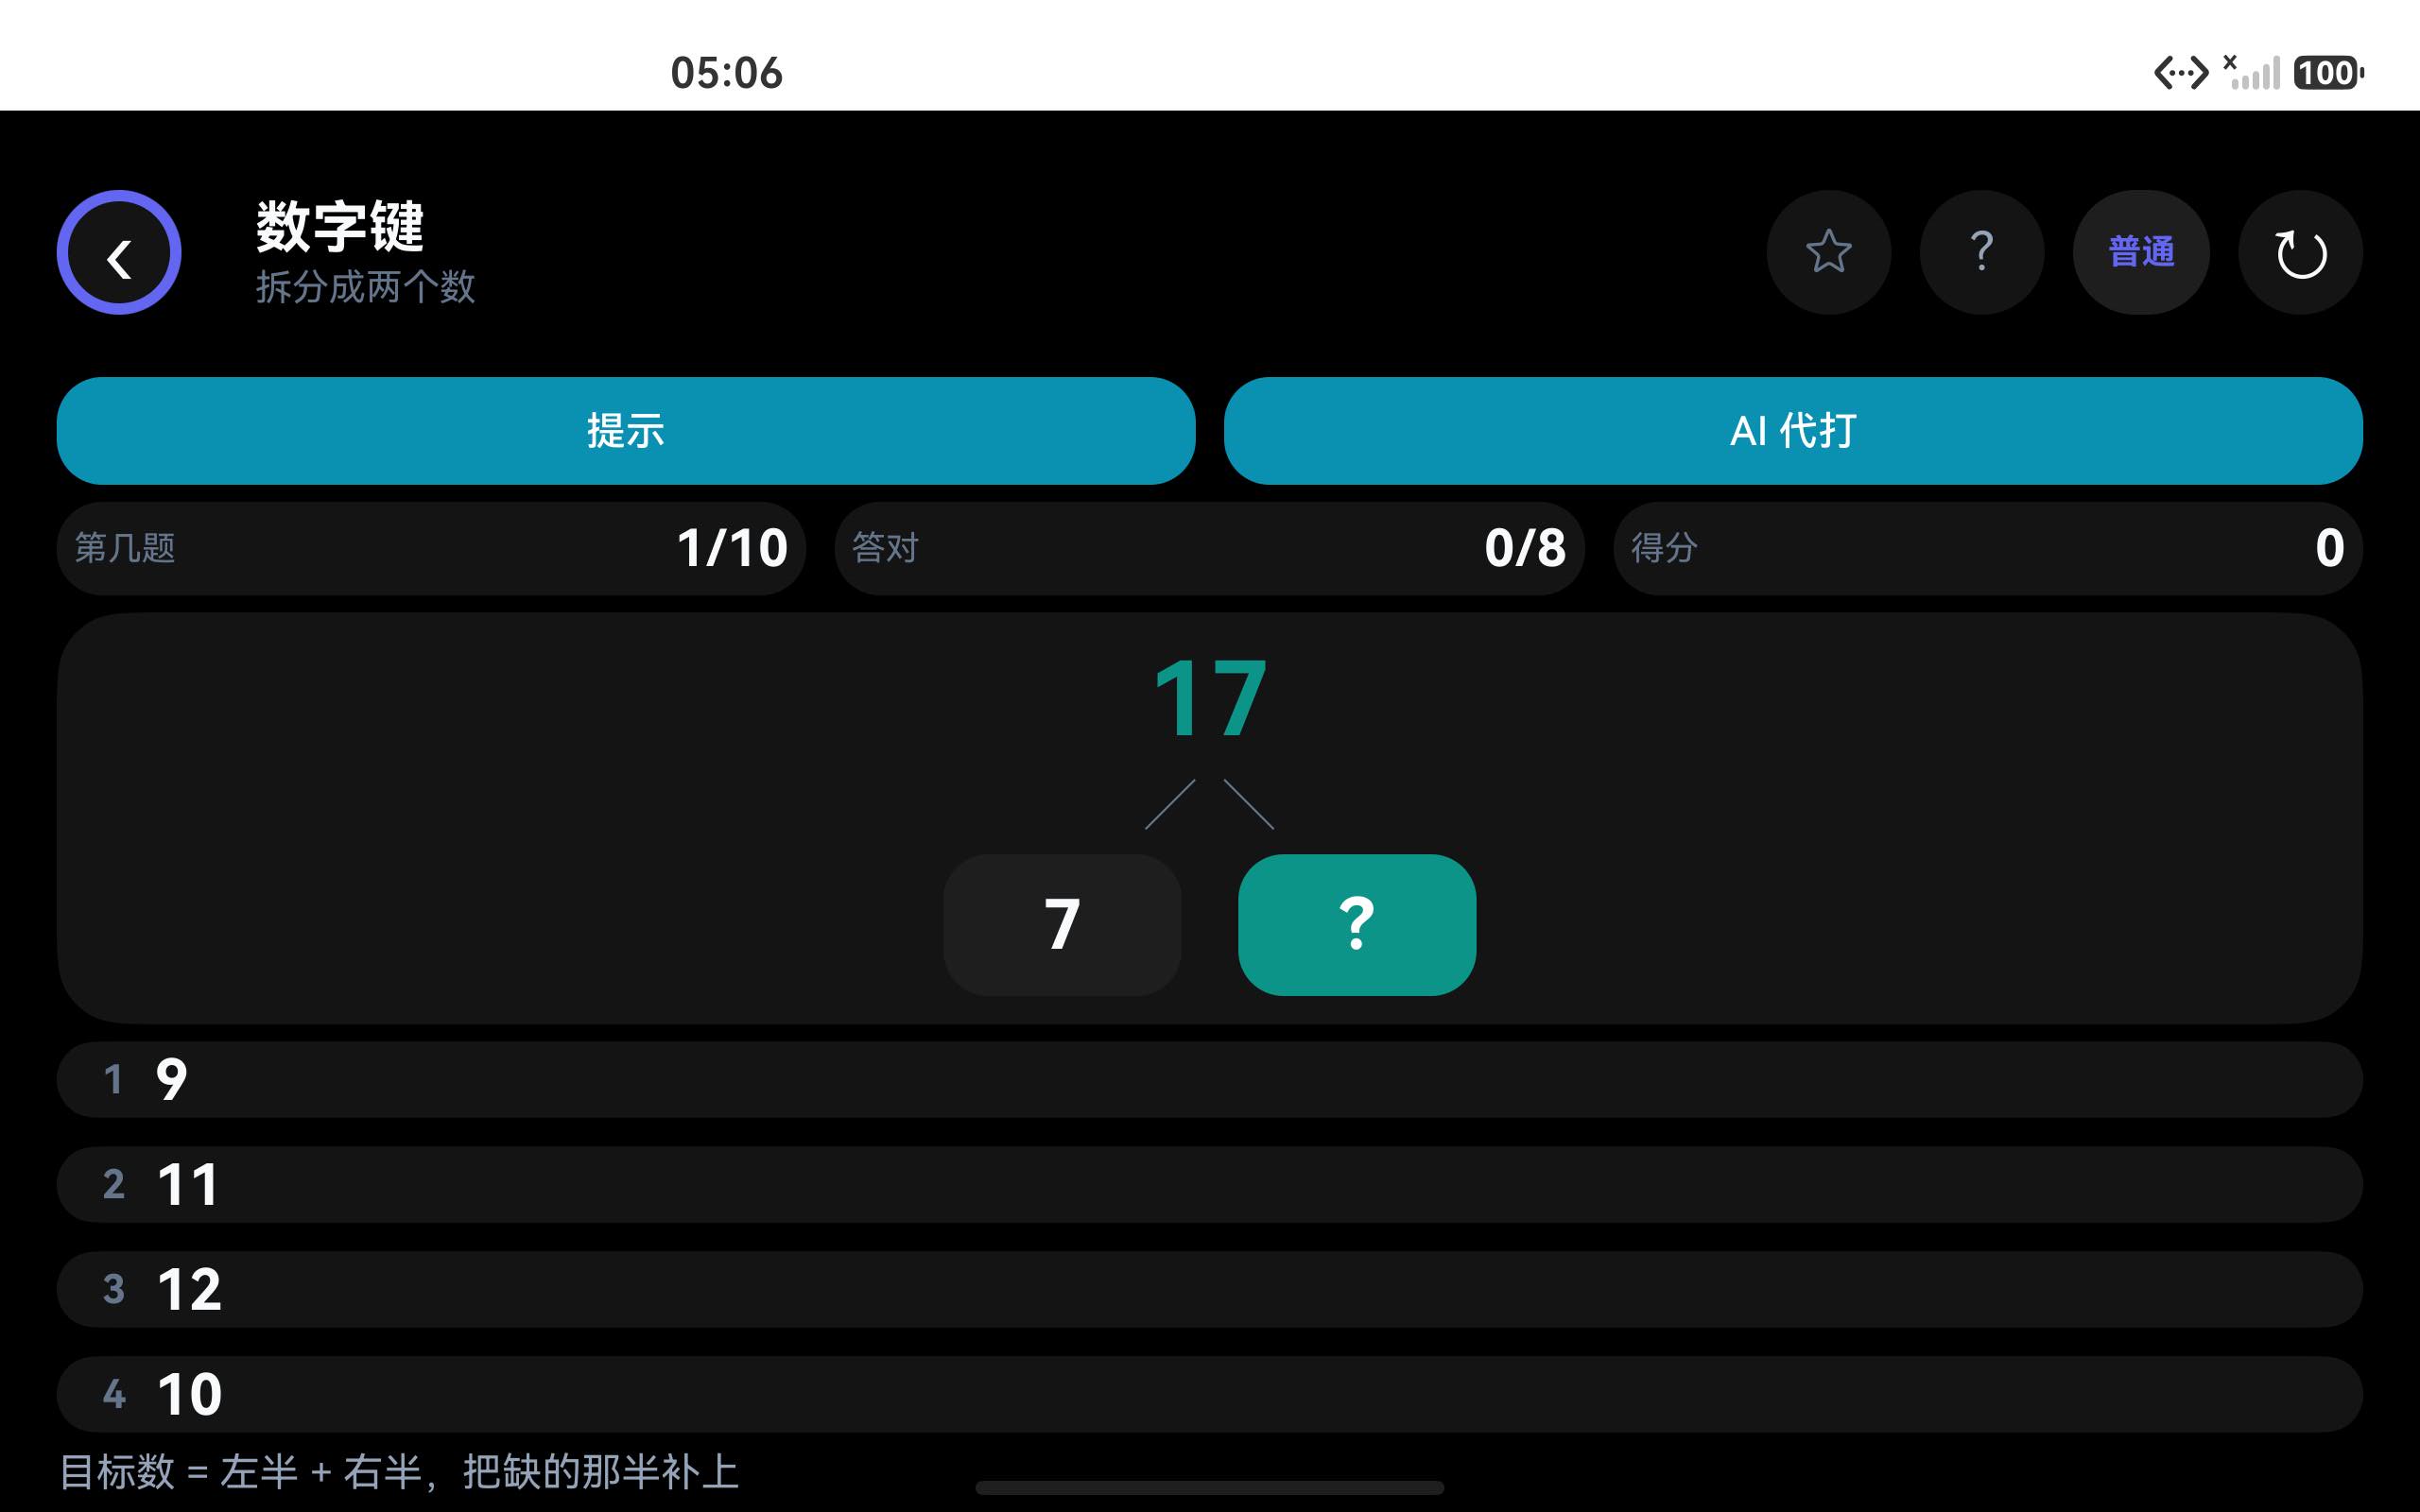 05:06
100
数字键
拆分成两个数
?
普通
提示
AI 代打
第几题 1/10
答对 0/8
得分 0
17
7 ?
1 9
2 11
3 12
4 10
目标数 = 左半 + 右半，把缺的那半补上